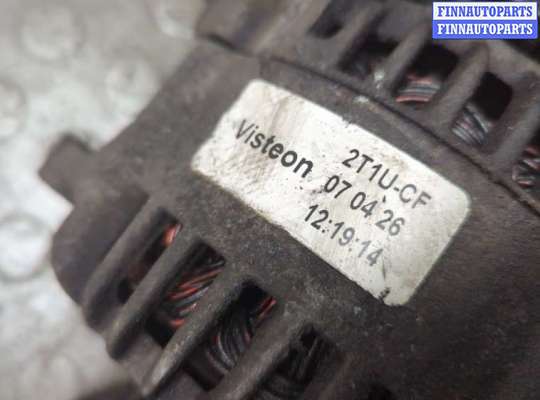 FINNAUTOPARTS
FINNAUTOPARTS
Visteon
2T1U-CF
07 04 26
12:19:14